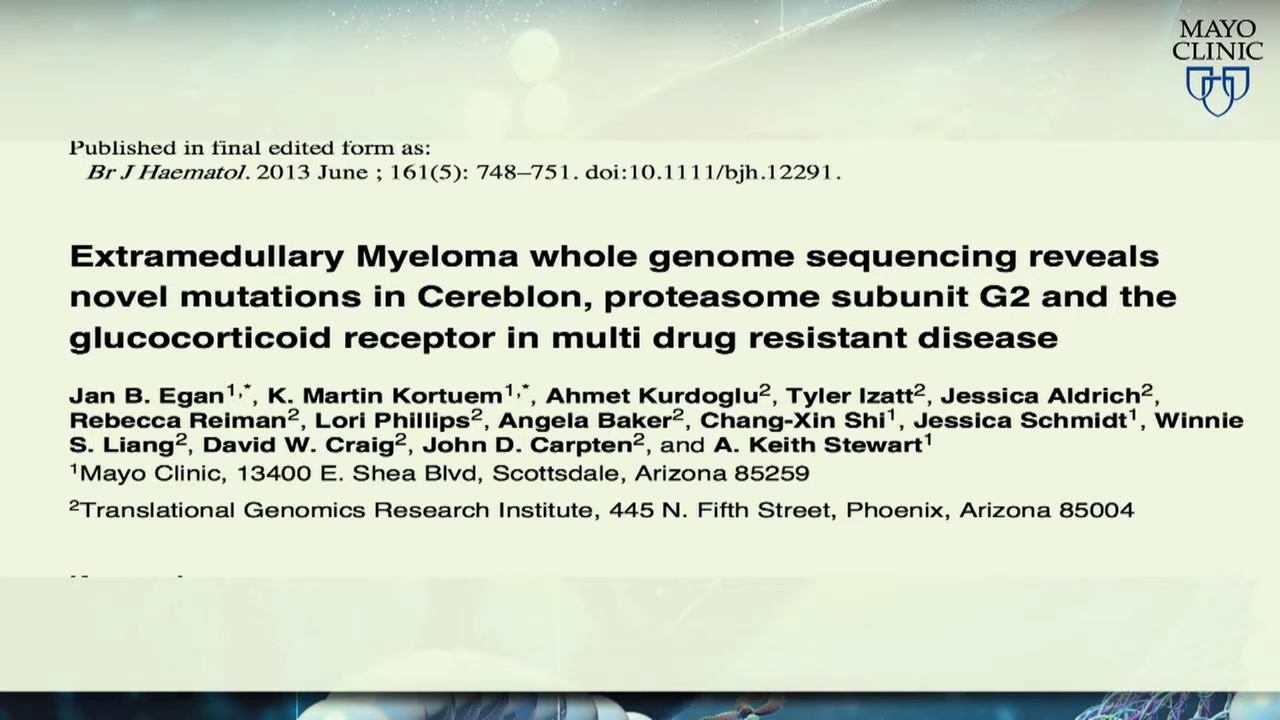 MAYO
CLINIC
Published in final edited form as:
Br J Haematol. 2013 June ; 161(5): 748–751. doi:10.1111/bjh.12291.
Extramedullary Myeloma whole genome sequencing reveals
novel mutations in Cereblon, proteasome subunit G2 and the
glucocorticoid receptor in multi drug resistant disease
Jan B. Egan1,*, K. Martin Kortuem1,*, Ahmet Kurdoglu2, Tyler Izatt2, Jessica Aldrich2,
Rebecca Reiman2, Lori Phillips2, Angela Baker2, Chang-Xin Shi1, Jessica Schmidt1, Winnie
S. Liang2, David W. Craig2, John D. Carpten2, and A. Keith Stewart1
1Mayo Clinic, 13400 E. Shea Blvd, Scottsdale, Arizona 85259
2Translational Genomics Research Institute, 445 N. Fifth Street, Phoenix, Arizona 85004